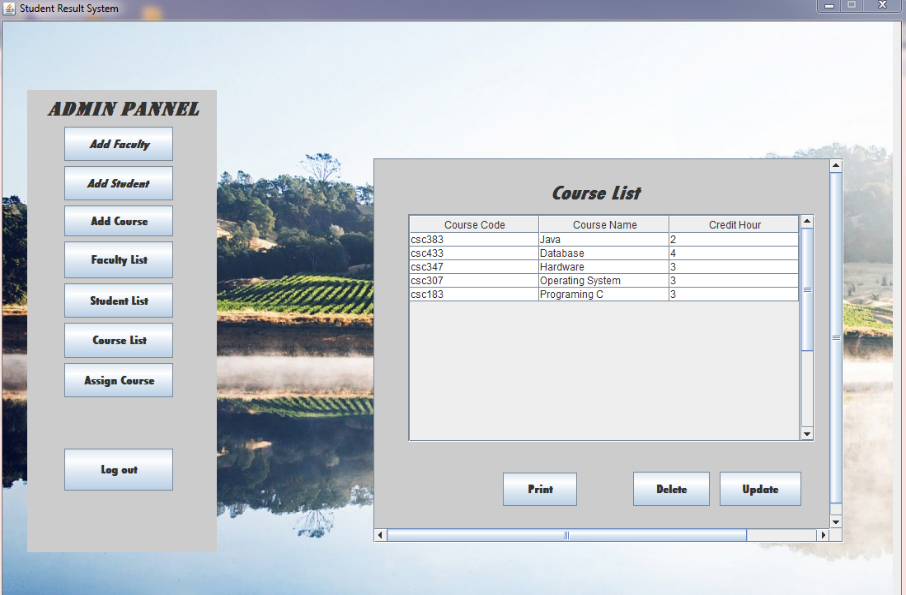 Student Result System
ADMIN PANNEL
Add Faculty
Add Student
Add Course
Faculty List
Student List
Course List
Assign Course
Log out
Course List
Course Code Course Name Credit Hour
csc383 Java 2
csc433 Database 4
csc347 Hardware 3
csc307 Operating System 3
csc183 Programing C 3
Print Delete Update